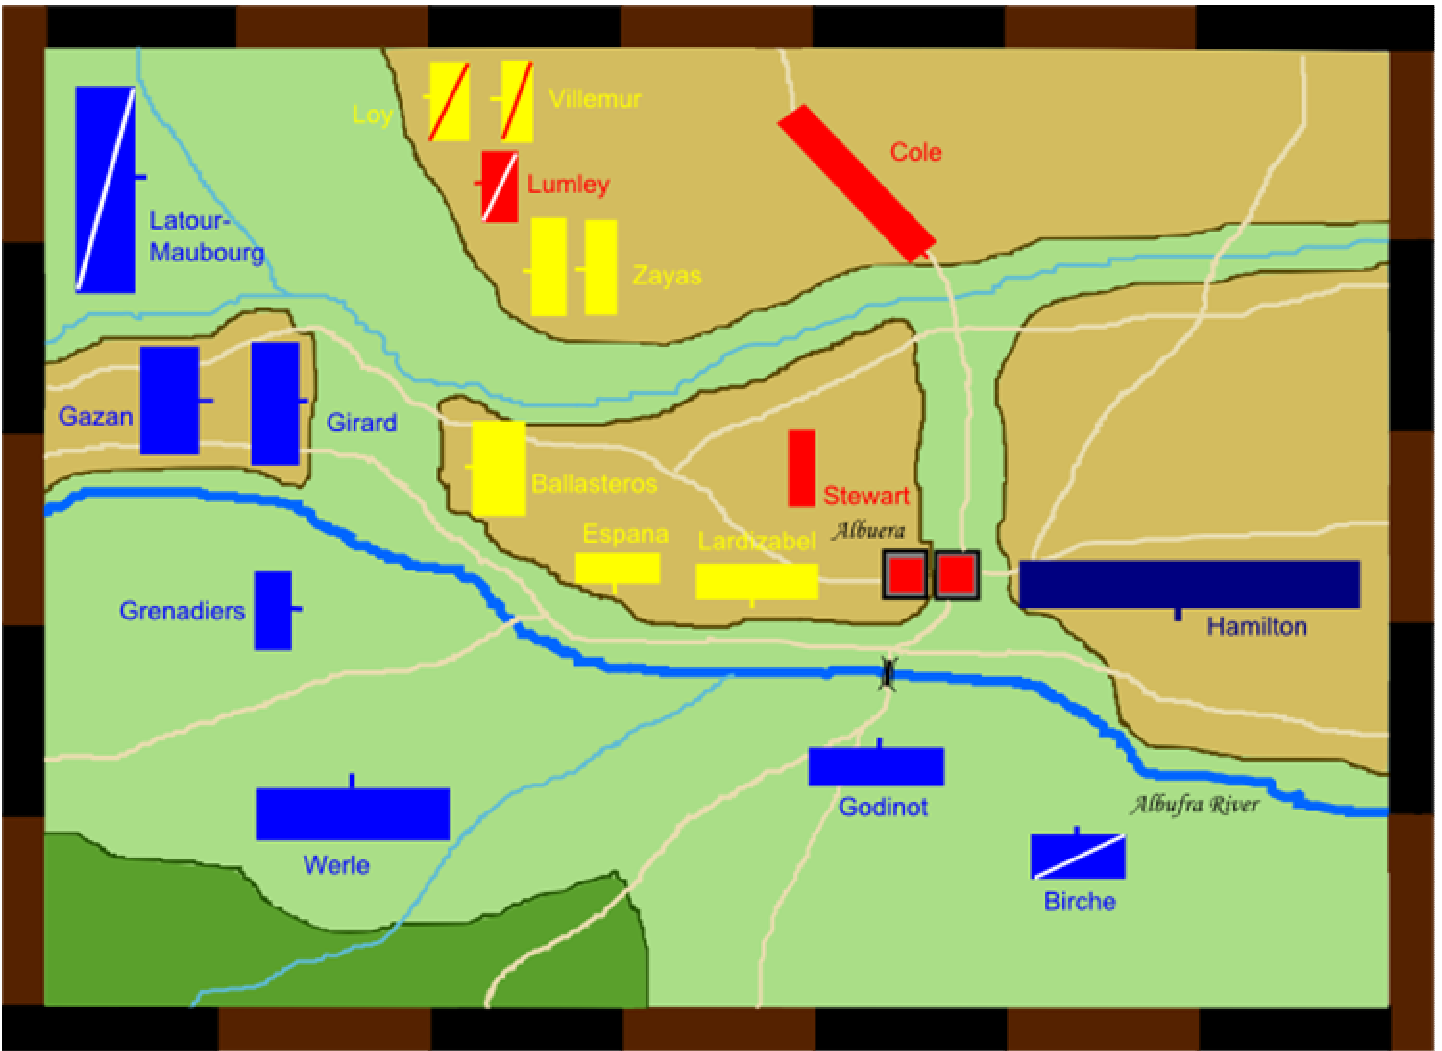 Loy
Villemur
Cole
Lumley
Latour-
Maubourg
Zayas
Gazan
Girard
Ballasteros
Stewart
Albuera
Espana
Lardizabel
Grenadiers
Hamilton
Werle
Godinot
Albufra River
Birche